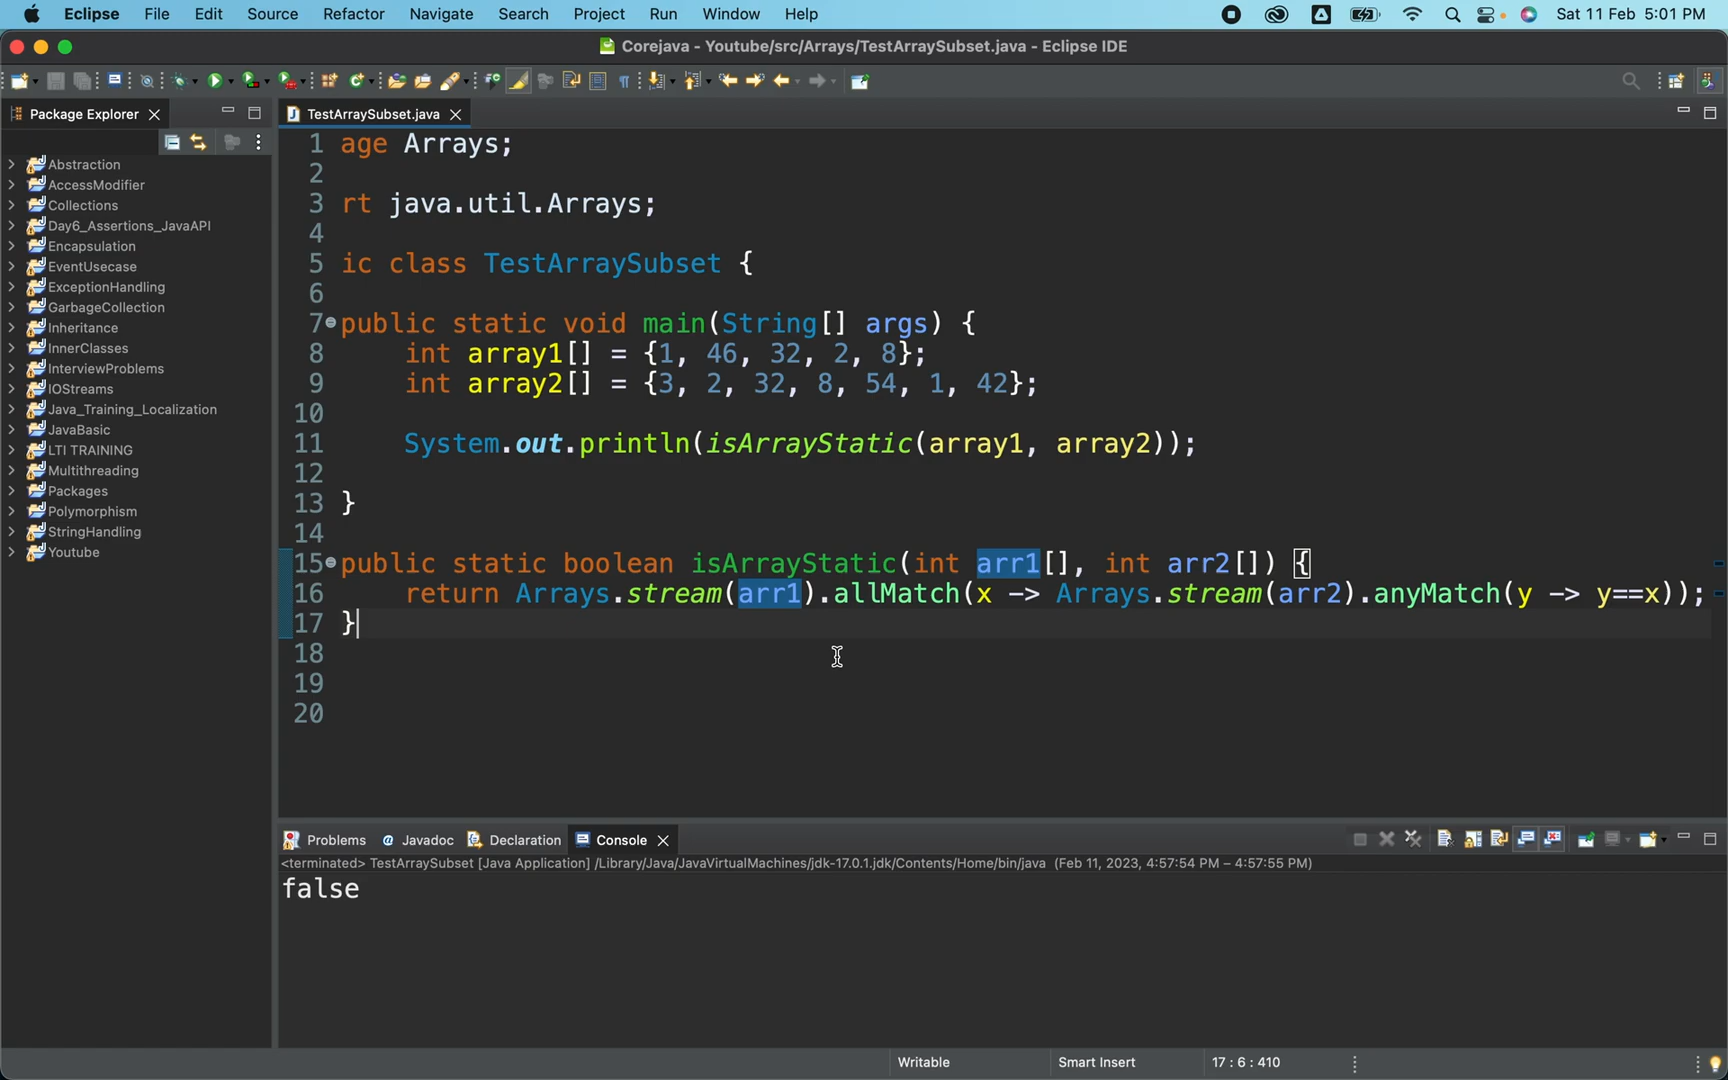 Eclipse File Edit Source Refactor Navigate Search Project Run Window Help Sat 11 Feb 5:01 PM
Corejava - Youtube/src/Arrays/TestArraySubset.java - Eclipse IDE
Package Explorer
Abstraction
AccessModifier
Collections
Day6_Assertions_JavaAPI
Encapsulation
EventUsecase
ExceptionHandling
GarbageCollection
Inheritance
InnerClasses
InterviewProblems
IOStreams
Java_Training_Localization
JavaBasic
LTI TRAINING
Multithreading
Packages
Polymorphism
StringHandling
Youtube
TestArraySubset.java
1 age Arrays;
2
3 rt java.util.Arrays;
4
5 ic class TestArraySubset {
6
7 public static void main(String[] args) {
8 int array1[] = {1, 46, 32, 2, 8};
9 int array2[] = {3, 2, 32, 8, 54, 1, 42};
10
11 System.out.println(isArrayStatic(array1, array2));
12
13 }
14
15 public static boolean isArrayStatic(int arr1[], int arr2[]) {
16 return Arrays.stream(arr1).allMatch(x -> Arrays.stream(arr2).anyMatch(y -> y==x));
17 }
18
19
20
Problems @ Javadoc Declaration Console
<terminated> TestArraySubset [Java Application] /Library/Java/JavaVirtualMachines/jdk-17.0.1.jdk/Contents/Home/bin/java (Feb 11, 2023, 4:57:54 PM – 4:57:55 PM)
false
Writable Smart Insert 17 : 6 : 410